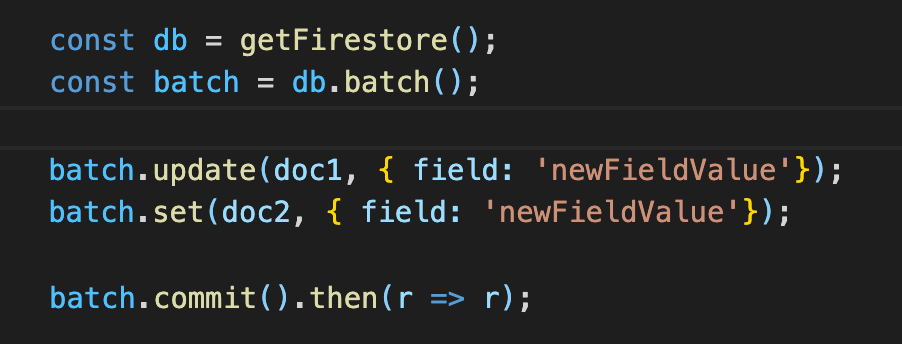 const db = getFirestore();
const batch = db.batch();
batch.update(doc1, { field: 'newFieldValue'});
batch.set(doc2, { field: 'newFieldValue'});
batch.commit().then(r => r);